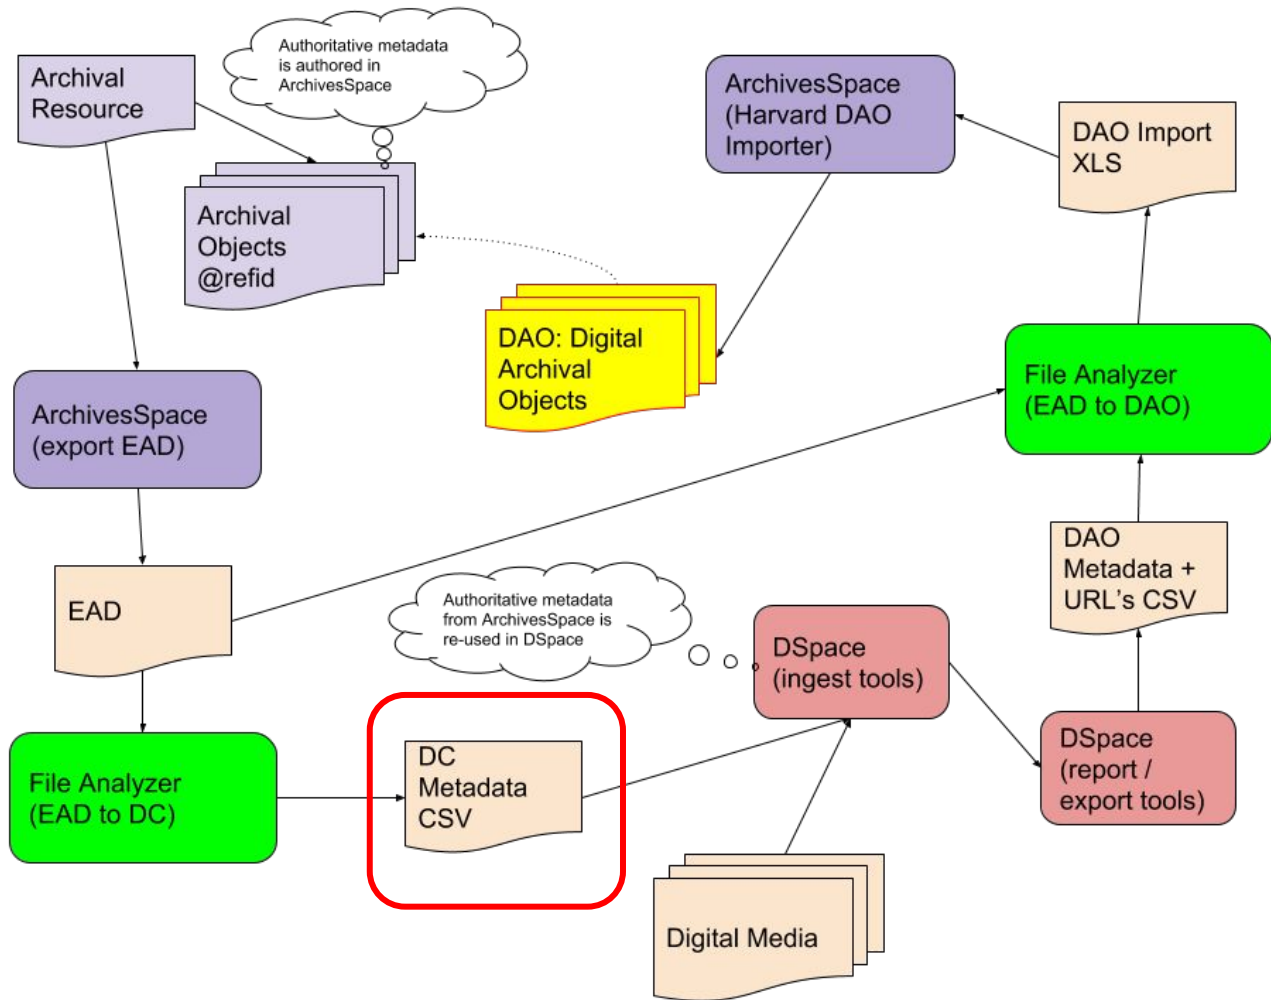 Authoritative metadata
is authored in
ArchivesSpace
Archival
Resource
ArchivesSpace
(Harvard DAO
Importer)
DAO Import
XLS
Archival
Objects
@refid
DAO: Digital
Archival
Objects
File Analyzer
(EAD to DAO)
ArchivesSpace
(export EAD)
DAO
Metadata +
URL's CSV
EAD
Authoritative metadata
from ArchivesSpace is
re-used in DSpace
DSpace
(ingest tools)
DSpace
(report /
export tools)
File Analyzer
(EAD to DC)
DC
Metadata
CSV
Digital Media